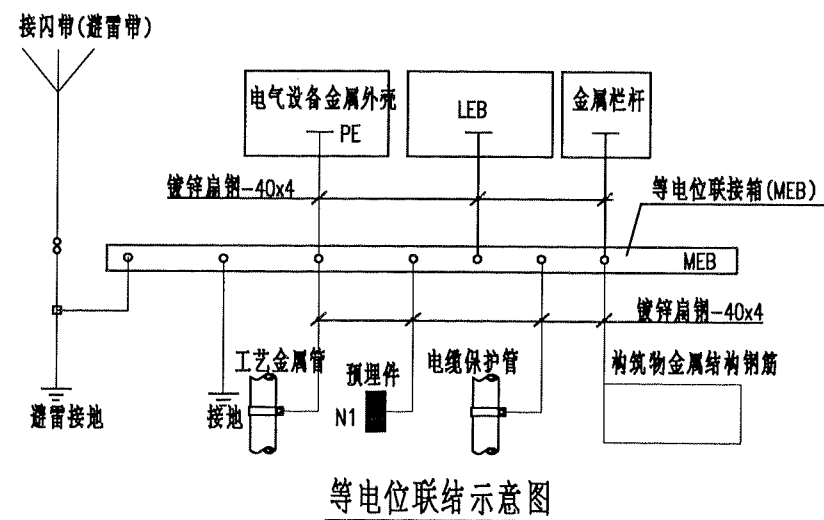 接闪带(避雷带)
电气设备金属外壳
PE
LEB
金属栏杆
镀锌扁钢-40x4
等电位联接箱(MEB)
MEB
镀锌扁钢-40x4
工艺金属管
预埋件
N1
电缆保护管
构筑物金属结构钢筋
避雷接地
接地
等电位联结示意图